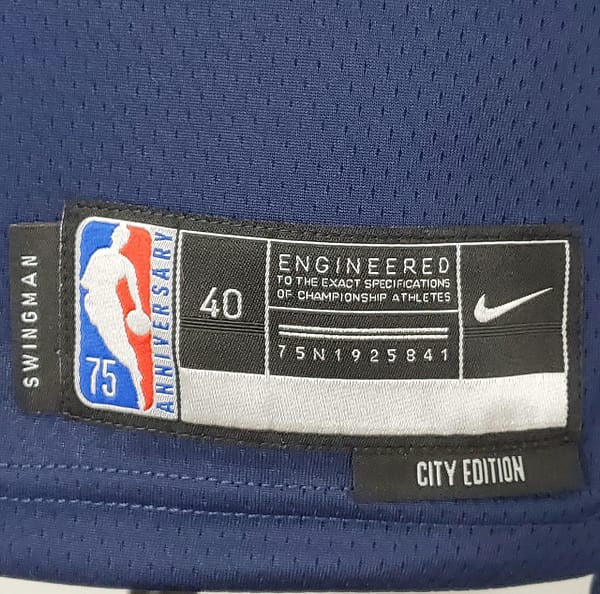 SWINGMAN
75
ANNIVERSARY
40
ENGINEERED
TO THE EXACT SPECIFICATIONS
OF CHAMPIONSHIP ATHLETES
75N1925841
CITY EDITION